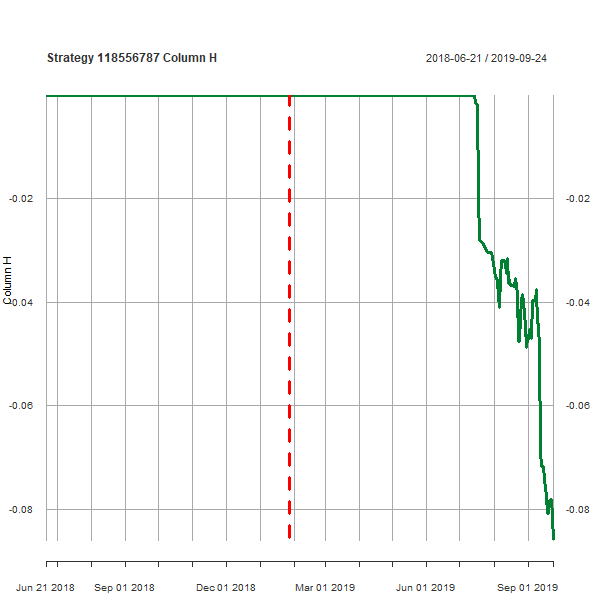 Strategy 118556787 Column H
2018-06-21 / 2019-09-24
-0.02
-0.02
Column H
-0.04
-0.04
-0.06
-0.06
-0.08
-0.08
Jun 21 2018
Sep 01 2018
Dec 01 2018
Mar 01 2019
Jun 01 2019
Sep 01 2019